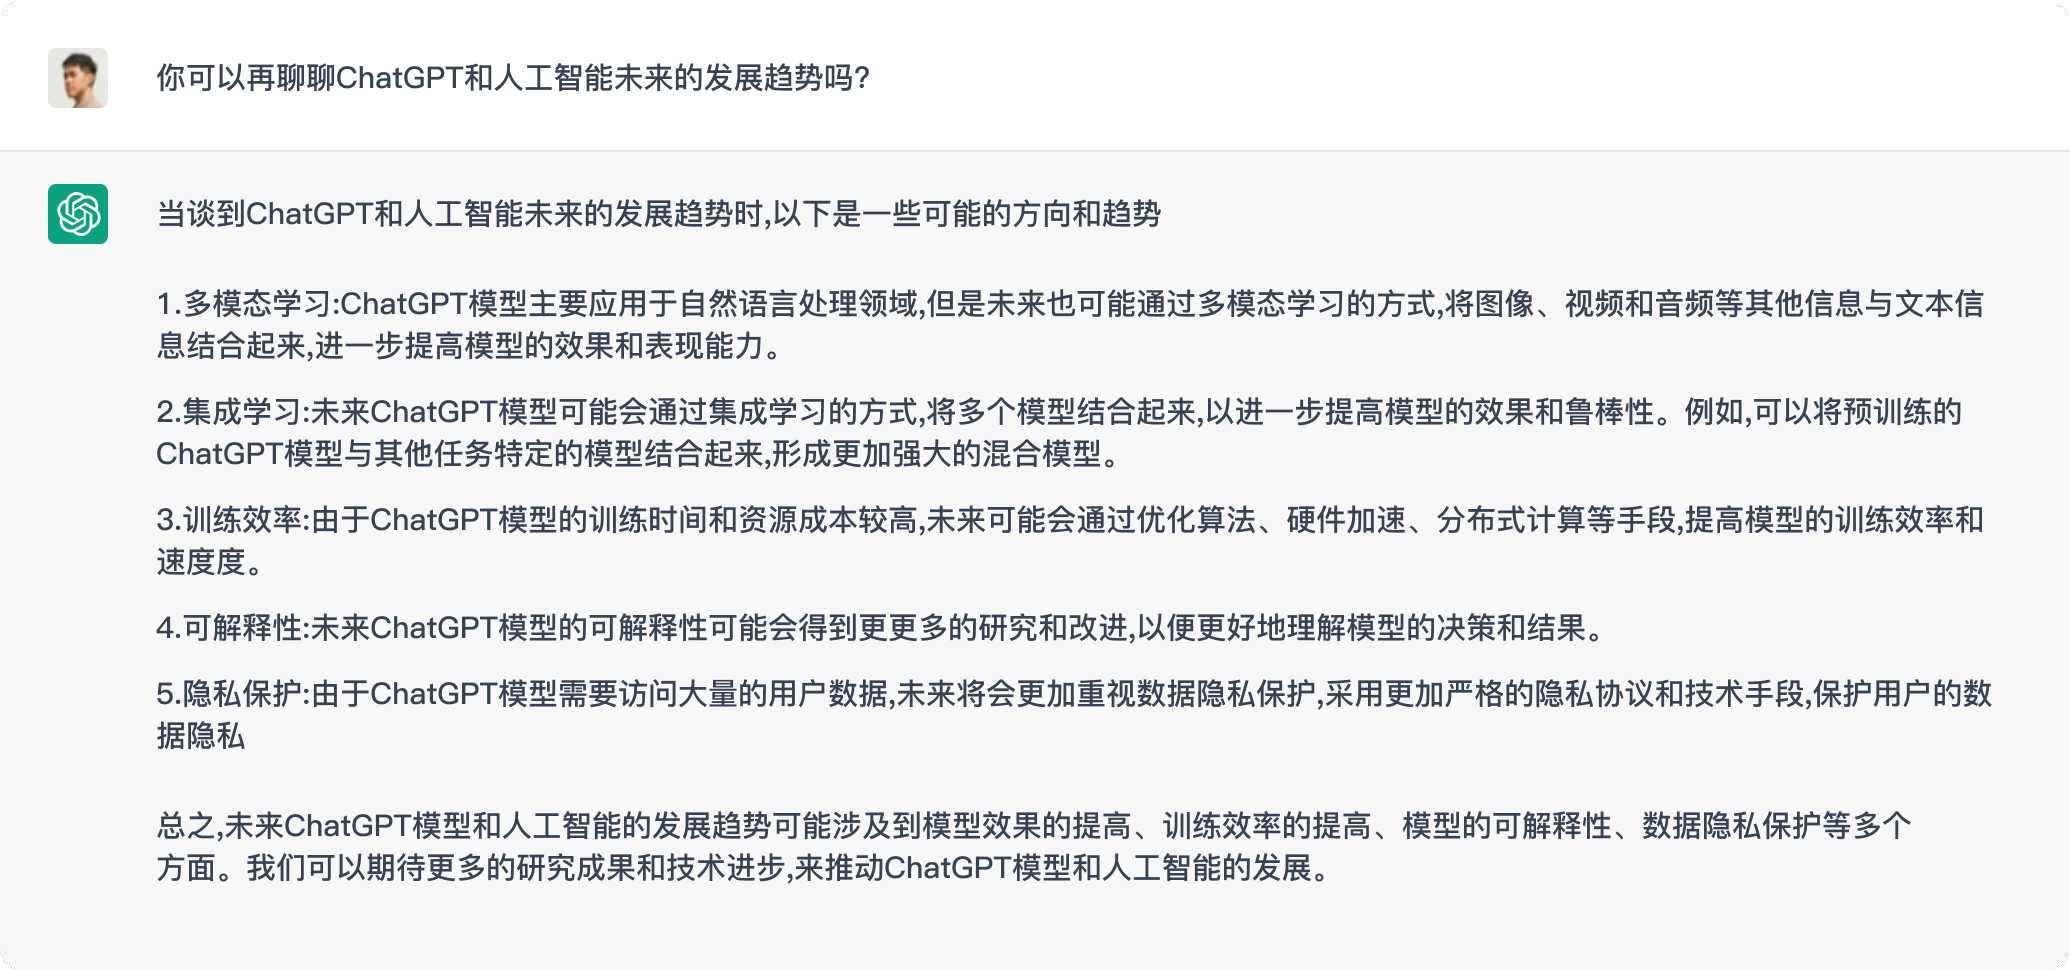 你可以再聊聊ChatGPT和人工智能未来的发展趋势吗?
当谈到ChatGPT和人工智能未来的发展趋势时,以下是一些可能的方向和趋势
1.多模态学习:ChatGPT模型主要应用于自然语言处理领域,但是未来也可能通过多模态学习的方式,将图像、视频和音频等其他信息与文本信
息结合起来,进一步提高模型的效果和表现能力。
2.集成学习:未来ChatGPT模型可能会通过集成学习的方式,将多个模型结合起来,以进一步提高模型的效果和鲁棒性。例如,可以将预训练的
ChatGPT模型与其他任务特定的模型结合起来,形成更加强大的混合模型。
3.训练效率:由于ChatGPT模型的训练时间和资源成本较高,未来可能会通过优化算法、硬件加速、分布式计算等手段,提高模型的训练效率和
速度度。
4.可解释性:未来ChatGPT模型的可解释性可能会得到更更多的研究和改进,以便更好地理解模型的决策和结果。
5.隐私保护:由于ChatGPT模型需要访问大量的用户数据,未来将会更加重视数据隐私保护,采用更加严格的隐私协议和技术手段,保护用户的数
据隐私
总之,未来ChatGPT模型和人工智能的发展趋势可能涉及到模型效果的提高、训练效率的提高、模型的可解释性、数据隐私保护等多个
方面。我们可以期待更多的研究成果和技术进步,来推动ChatGPT模型和人工智能的发展。